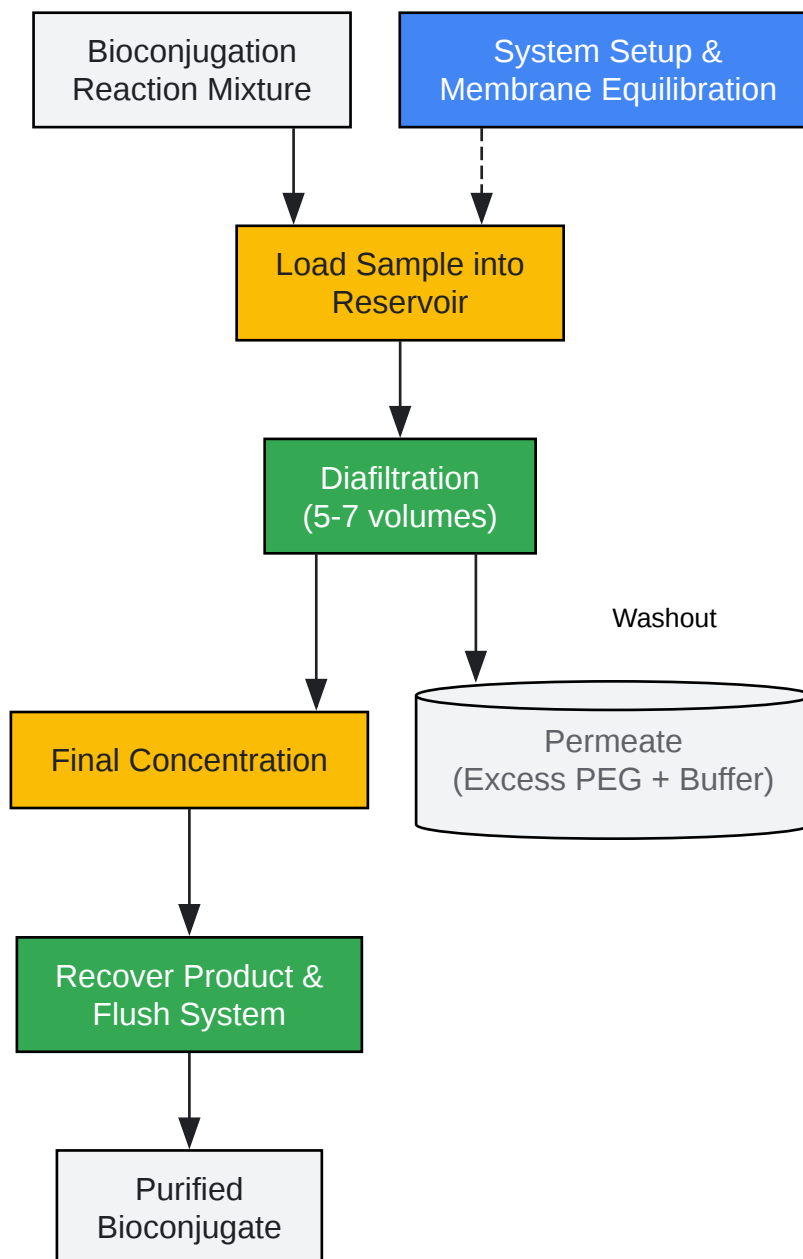 Bioconjugation
Reaction Mixture
System Setup &
Membrane Equilibration
Load Sample into
Reservoir
Diafiltration
(5-7 volumes)
Washout
Final Concentration
Permeate
(Excess PEG + Buffer)
Recover Product &
Flush System
Purified
Bioconjugate